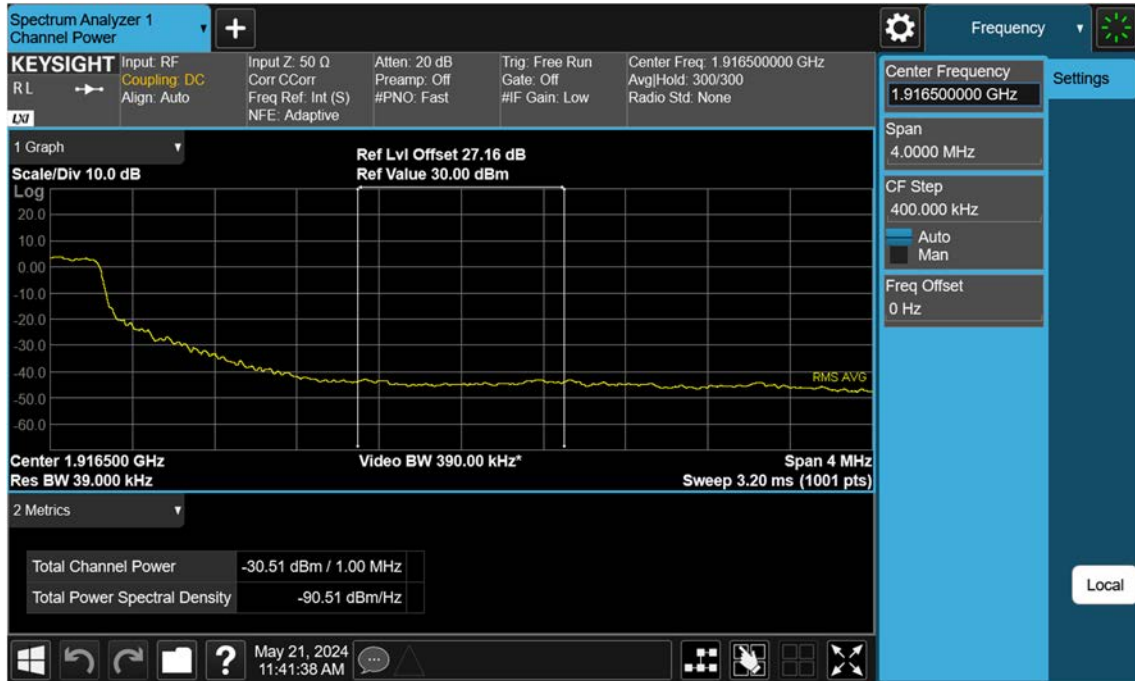 Spectrum Analyzer 1
Channel Power
+
Frequency
KEYSIGHT
RL
LXI
Input: RF
Coupling: DC
Align: Auto
Input Z: 50 Ω
Corr CCorr
Freq Ref: Int (S)
NFE: Adaptive
Atten: 20 dB
Preamp: Off
#PNO: Fast
Trig: Free Run
Gate: Off
#IF Gain: Low
Center Freq: 1.916500000 GHz
Avg|Hold: 300/300
Radio Std: None
Center Frequency
1.916500000 GHz
Settings
Span
4.0000 MHz
CF Step
400.000 kHz
Auto
Man
Freq Offset
0 Hz
Local
1 Graph
Scale/Div 10.0 dB
Ref Lvl Offset 27.16 dB
Ref Value 30.00 dBm
Log
20.0
10.0
0.00
-10.0
-20.0
-30.0
-40.0
-50.0
-60.0
RMS AVG
Center 1.916500 GHz
Video BW 390.00 kHz*
Span 4 MHz
Res BW 39.000 kHz
Sweep 3.20 ms (1001 pts)
2 Metrics
Total Channel Power -30.51 dBm / 1.00 MHz
Total Power Spectral Density -90.51 dBm/Hz
?
May 21, 2024
11:41:38 AM